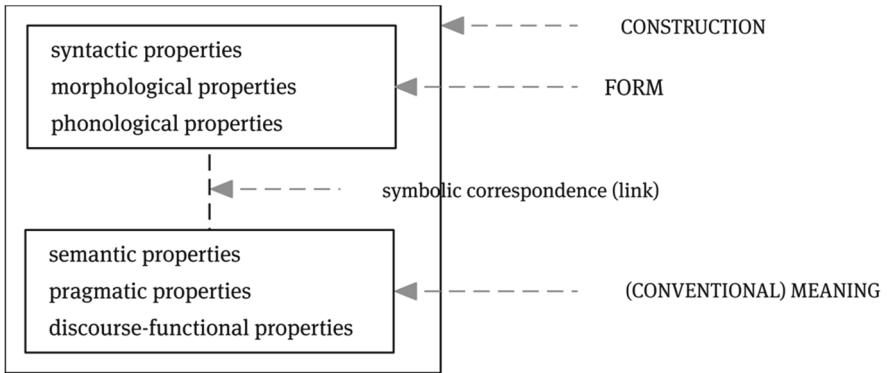 CONSTRUCTION
syntactic properties
morphological properties
phonological properties
FORM
symbolic correspondence (link)
semantic properties
pragmatic properties
discourse-functional properties
(CONVENTIONAL) MEANING